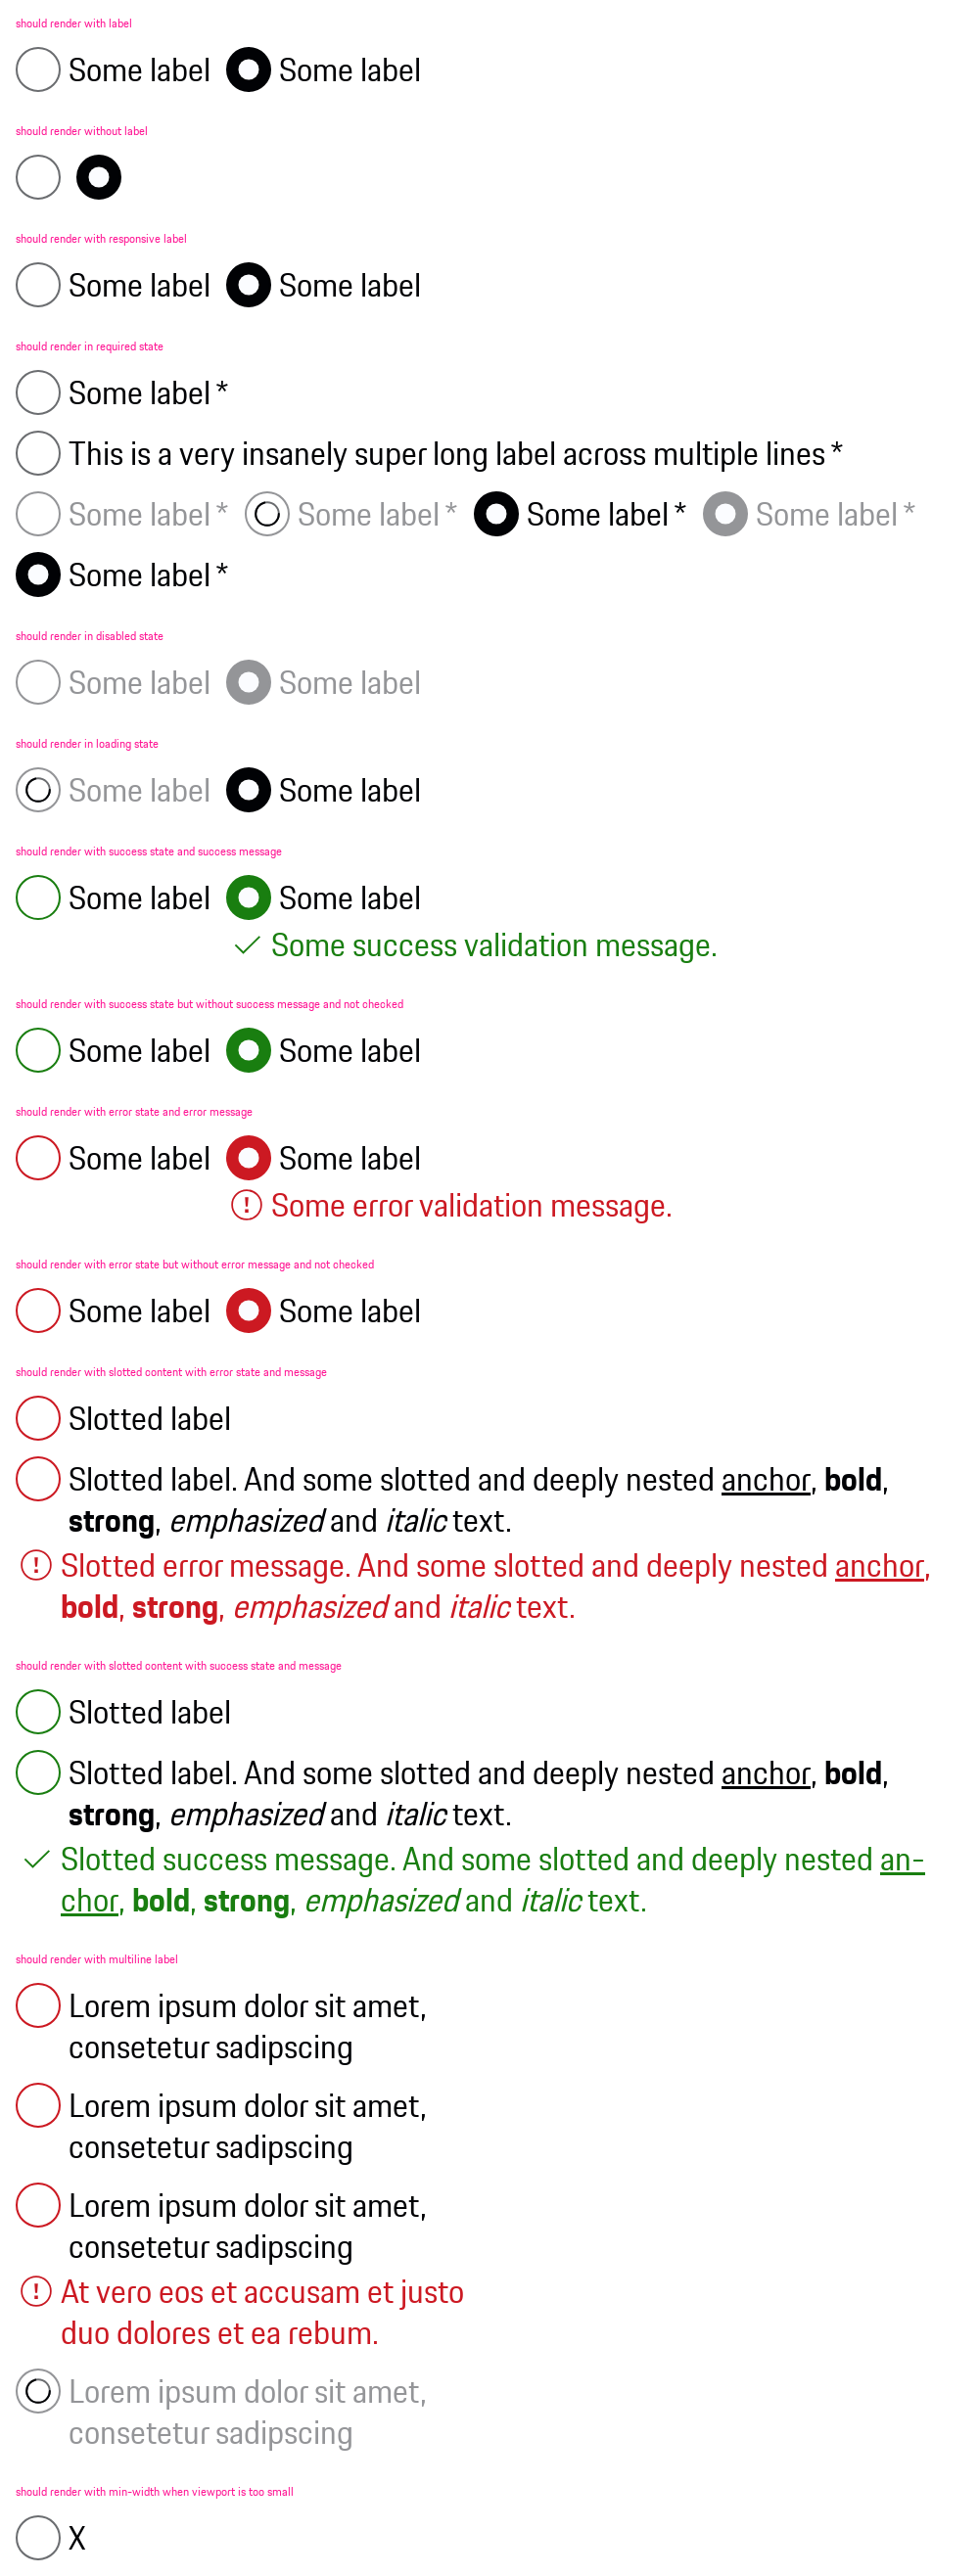 should render with label
Some label Some label
should render without label
should render with responsive label
Some label Some label
should render in required state
Some label *
This is a very insanely super long label across multiple lines *
Some label * Some label * Some label * Some label *
Some label *
should render in disabled state
Some label Some label
should render in loading state
Some label Some label
should render with success state and success message
Some label Some label
Some success validation message.
should render with success state but without success message and not checked
Some label Some label
should render with error state and error message
Some label Some label
Some error validation message.
should render with error state but without error message and not checked
Some label Some label
should render with slotted content with error state and message
Slotted label
Slotted label. And some slotted and deeply nested anchor, bold,
strong, emphasized and italic text.
Slotted error message. And some slotted and deeply nested anchor,
bold, strong, emphasized and italic text.
should render with slotted content with success state and message
Slotted label
Slotted label. And some slotted and deeply nested anchor, bold,
strong, emphasized and italic text.
Slotted success message. And some slotted and deeply nested an-
chor, bold, strong, emphasized and italic text.
should render with multiline label
Lorem ipsum dolor sit amet,
consetetur sadipscing
Lorem ipsum dolor sit amet,
consetetur sadipscing
Lorem ipsum dolor sit amet,
consetetur sadipscing
At vero eos et accusam et justo
duo dolores et ea rebum.
Lorem ipsum dolor sit amet,
consetetur sadipscing
should render with min-width when viewport is too small
X